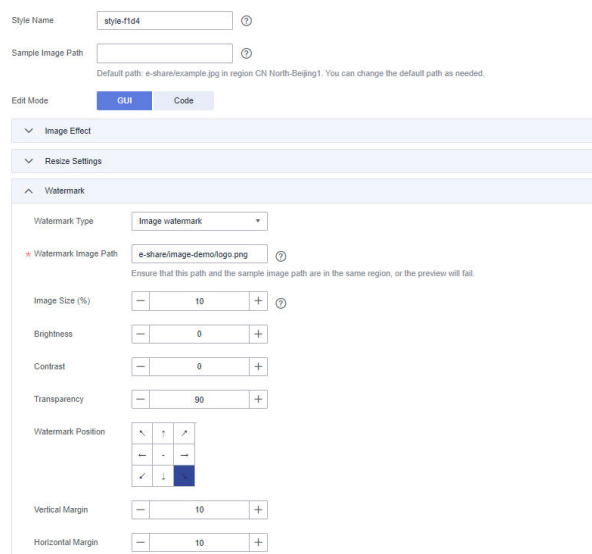 Style Name style-f1d4
Sample Image Path
Default path: e-share/example.jpg in region CN North-Beijing1. You can change the default path as needed.
Edit Mode GUI Code
Image Effect
Resize Settings
Watermark
Watermark Type Image watermark
* Watermark Image Path e-share/image-demo/logo.png
Ensure that this path and the sample image path are in the same region, or the preview will fail.
Image Size (%) — 10 +
Brightness — 0 +
Contrast — 0 +
Transparency — 90 +
Watermark Position
Vertical Margin — 10 +
Horizontal Margin — 10 +